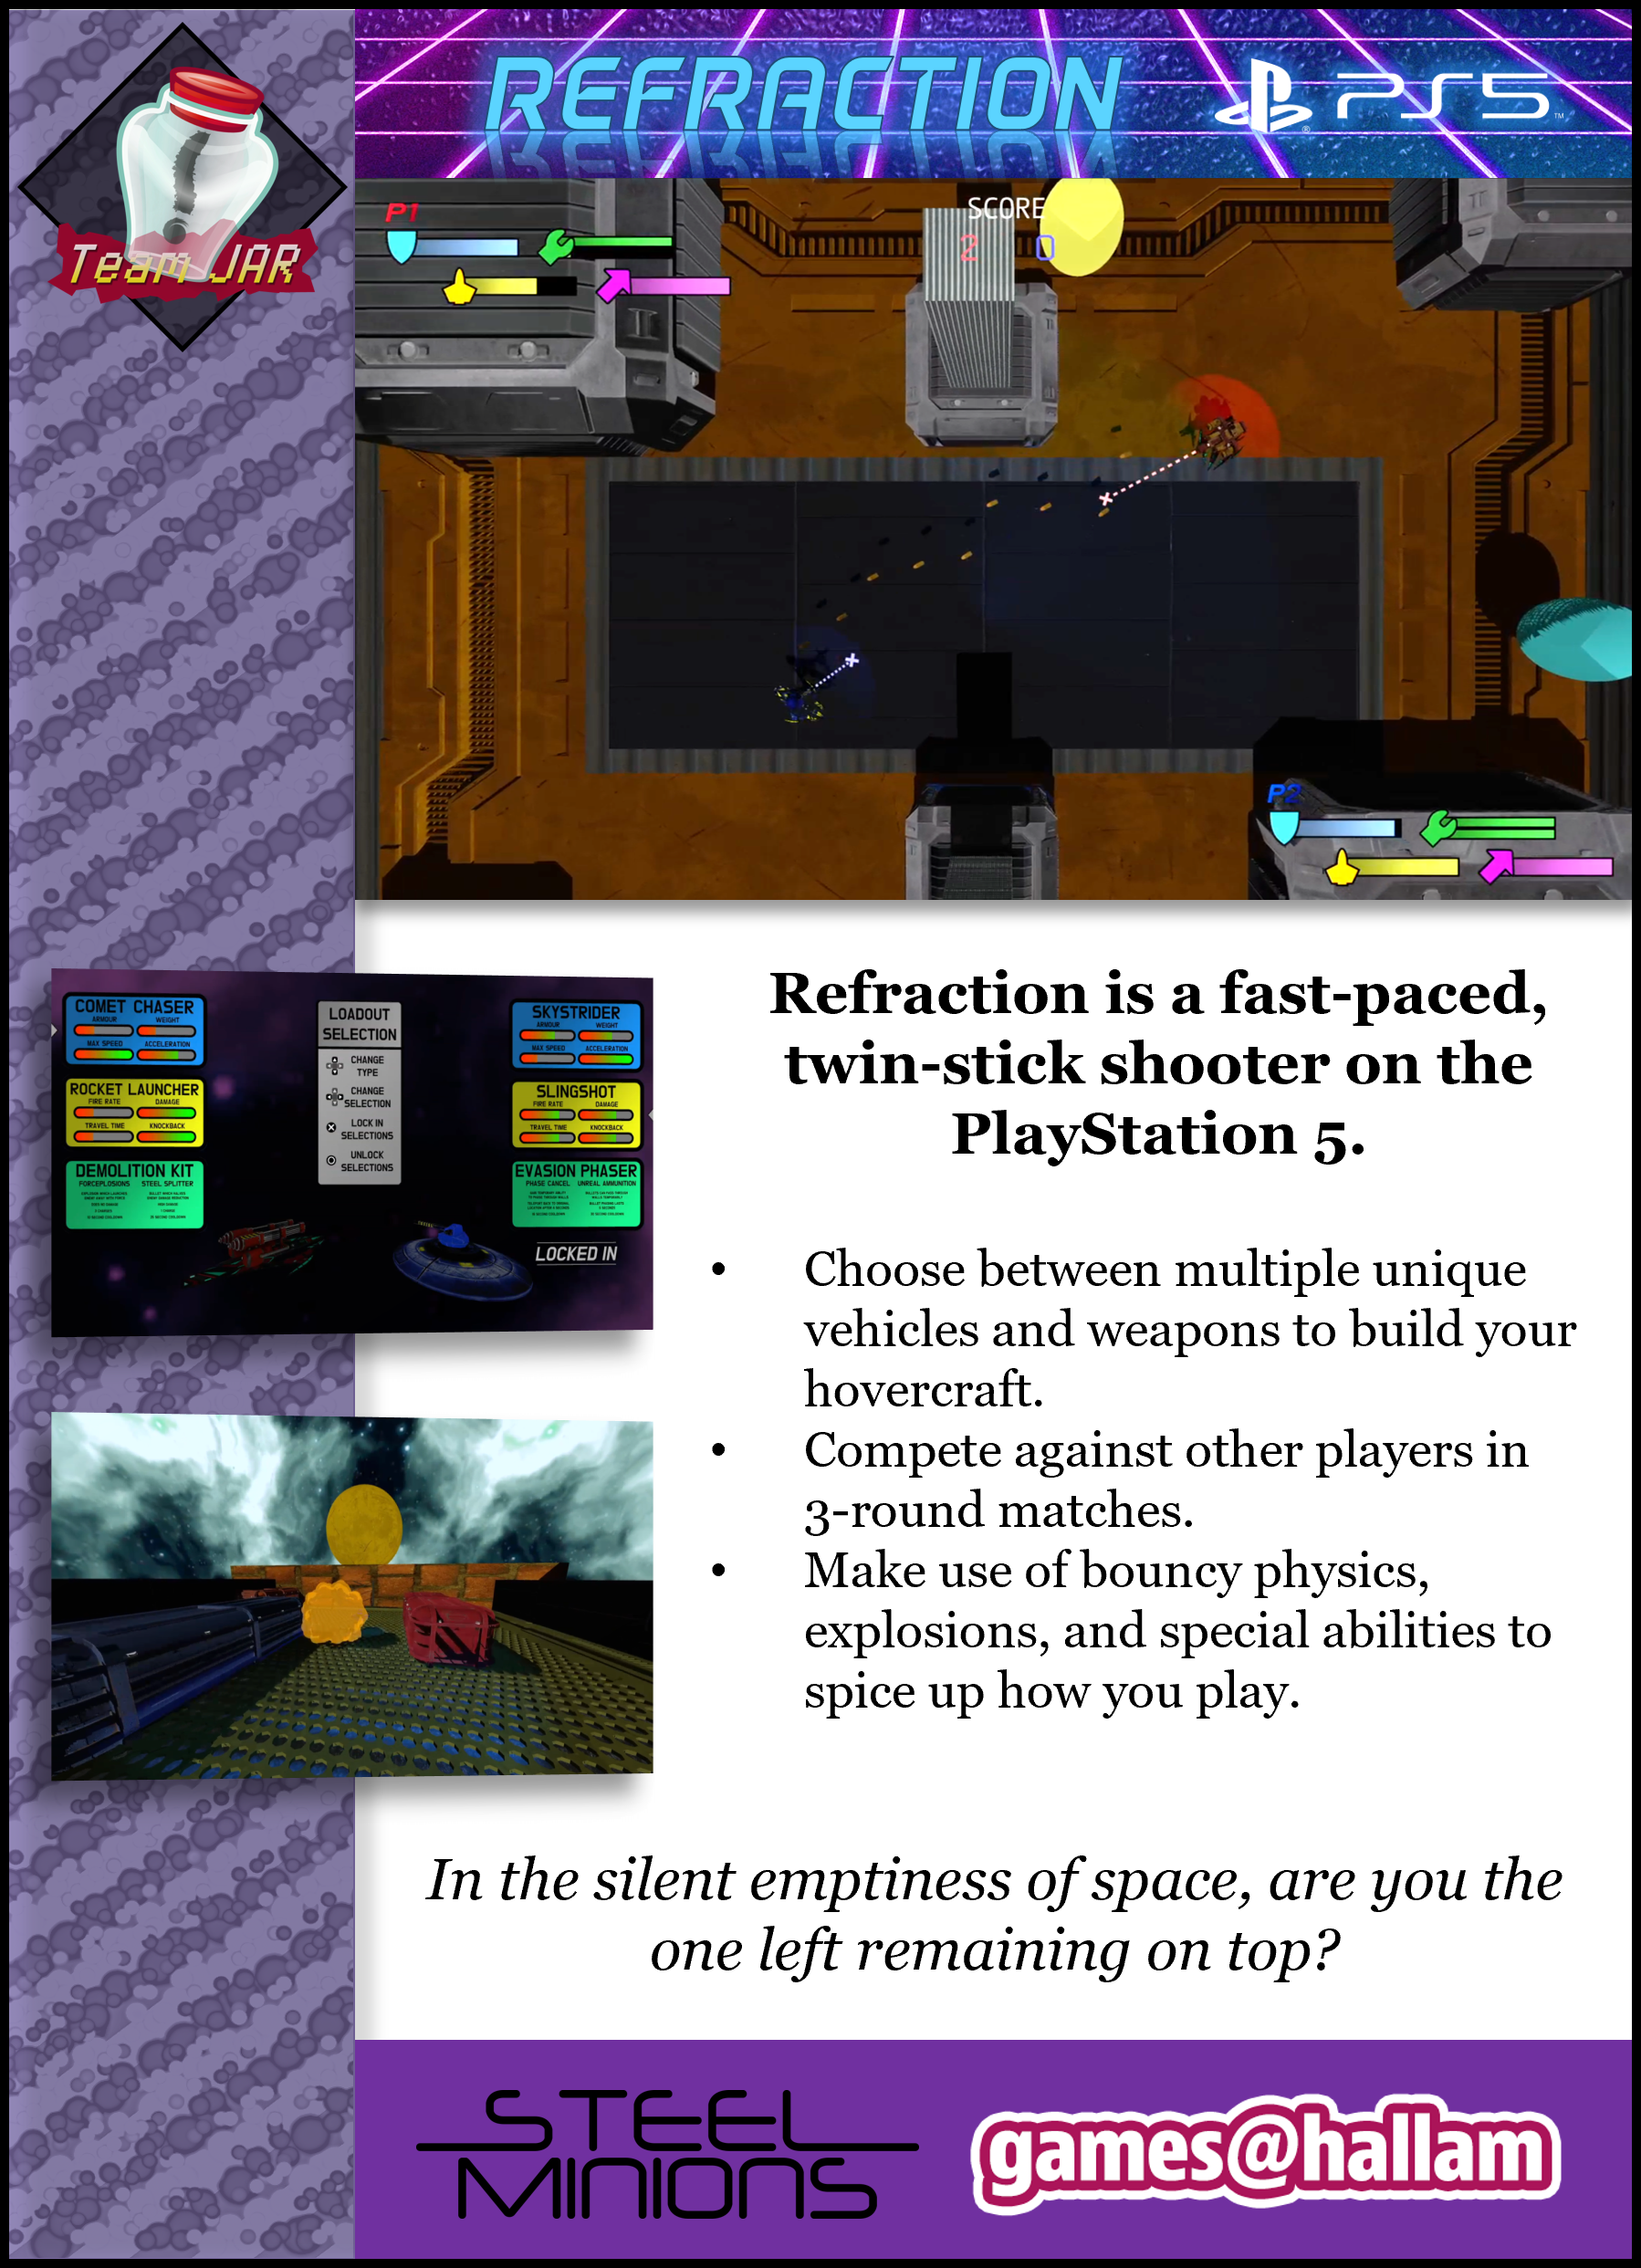 Team JAR
REFRACTION
PS5
TM
®
P1
SCORE
2 0
P2
COMET CHASER
ARMOUR WEIGHT
MAX SPEED ACCELERATION
ROCKET LAUNCHER
FIRE RATE DAMAGE
TRAVEL TIME KNOCKBACK
DEMOLITION KIT
FORCEPLOSIONS STEEL SPLITTER
LOADOUT
SELECTION
CHANGE
TYPE
CHANGE
SELECTION
LOCK IN
SELECTIONS
UNLOCK
SELECTIONS
SKYSTRIDER
ARMOUR WEIGHT
MAX SPEED ACCELERATION
SLINGSHOT
FIRE RATE DAMAGE
TRAVEL TIME KNOCKBACK
EVASION PHASER
PHASE CANCEL UNREAL AMMUNITION
LOCKED IN
Refraction is a fast-paced,
twin-stick shooter on the
PlayStation 5.
• Choose between multiple unique
vehicles and weapons to build your
hovercraft.
• Compete against other players in
3-round matches.
• Make use of bouncy physics,
explosions, and special abilities to
spice up how you play.
In the silent emptiness of space, are you the
one left remaining on top?
STEEL
MINIONS
games@hallam